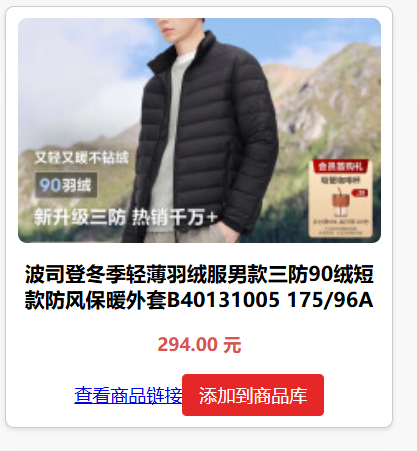 又轻又暖不钻绒
90羽绒
新升级三防 热销千万+
会员签购礼
波司登冬季轻薄羽绒服男款三防90绒短
款防风保暖外套B40131005 175/96A
294.00 元
查看商品链接 添加到商品库